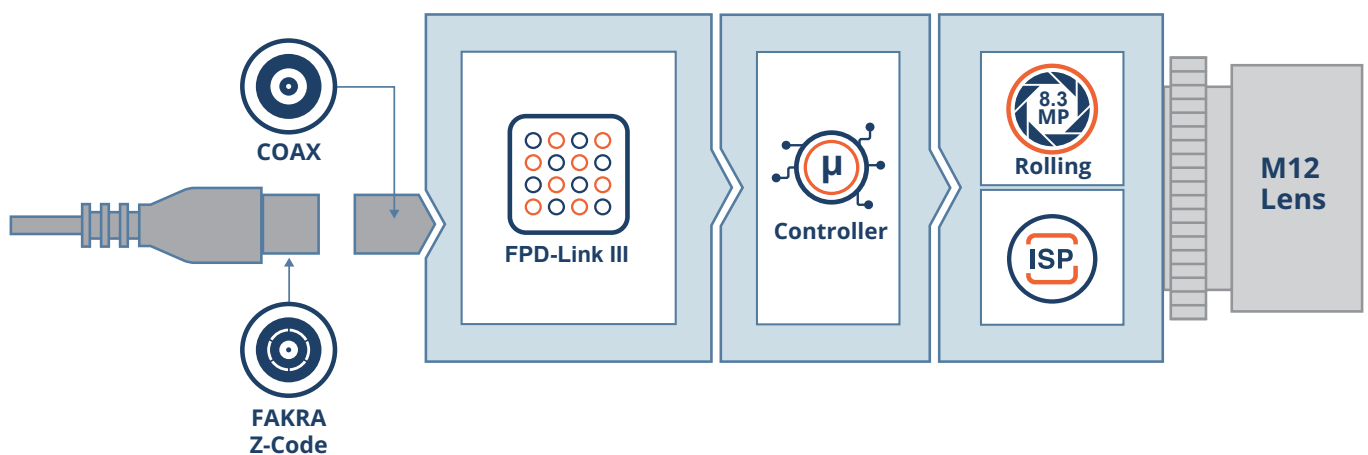 COAX
FAKRA
Z-Code
FPD-Link III
µ
Controller
8.3
MP
Rolling
ISP
M12
Lens